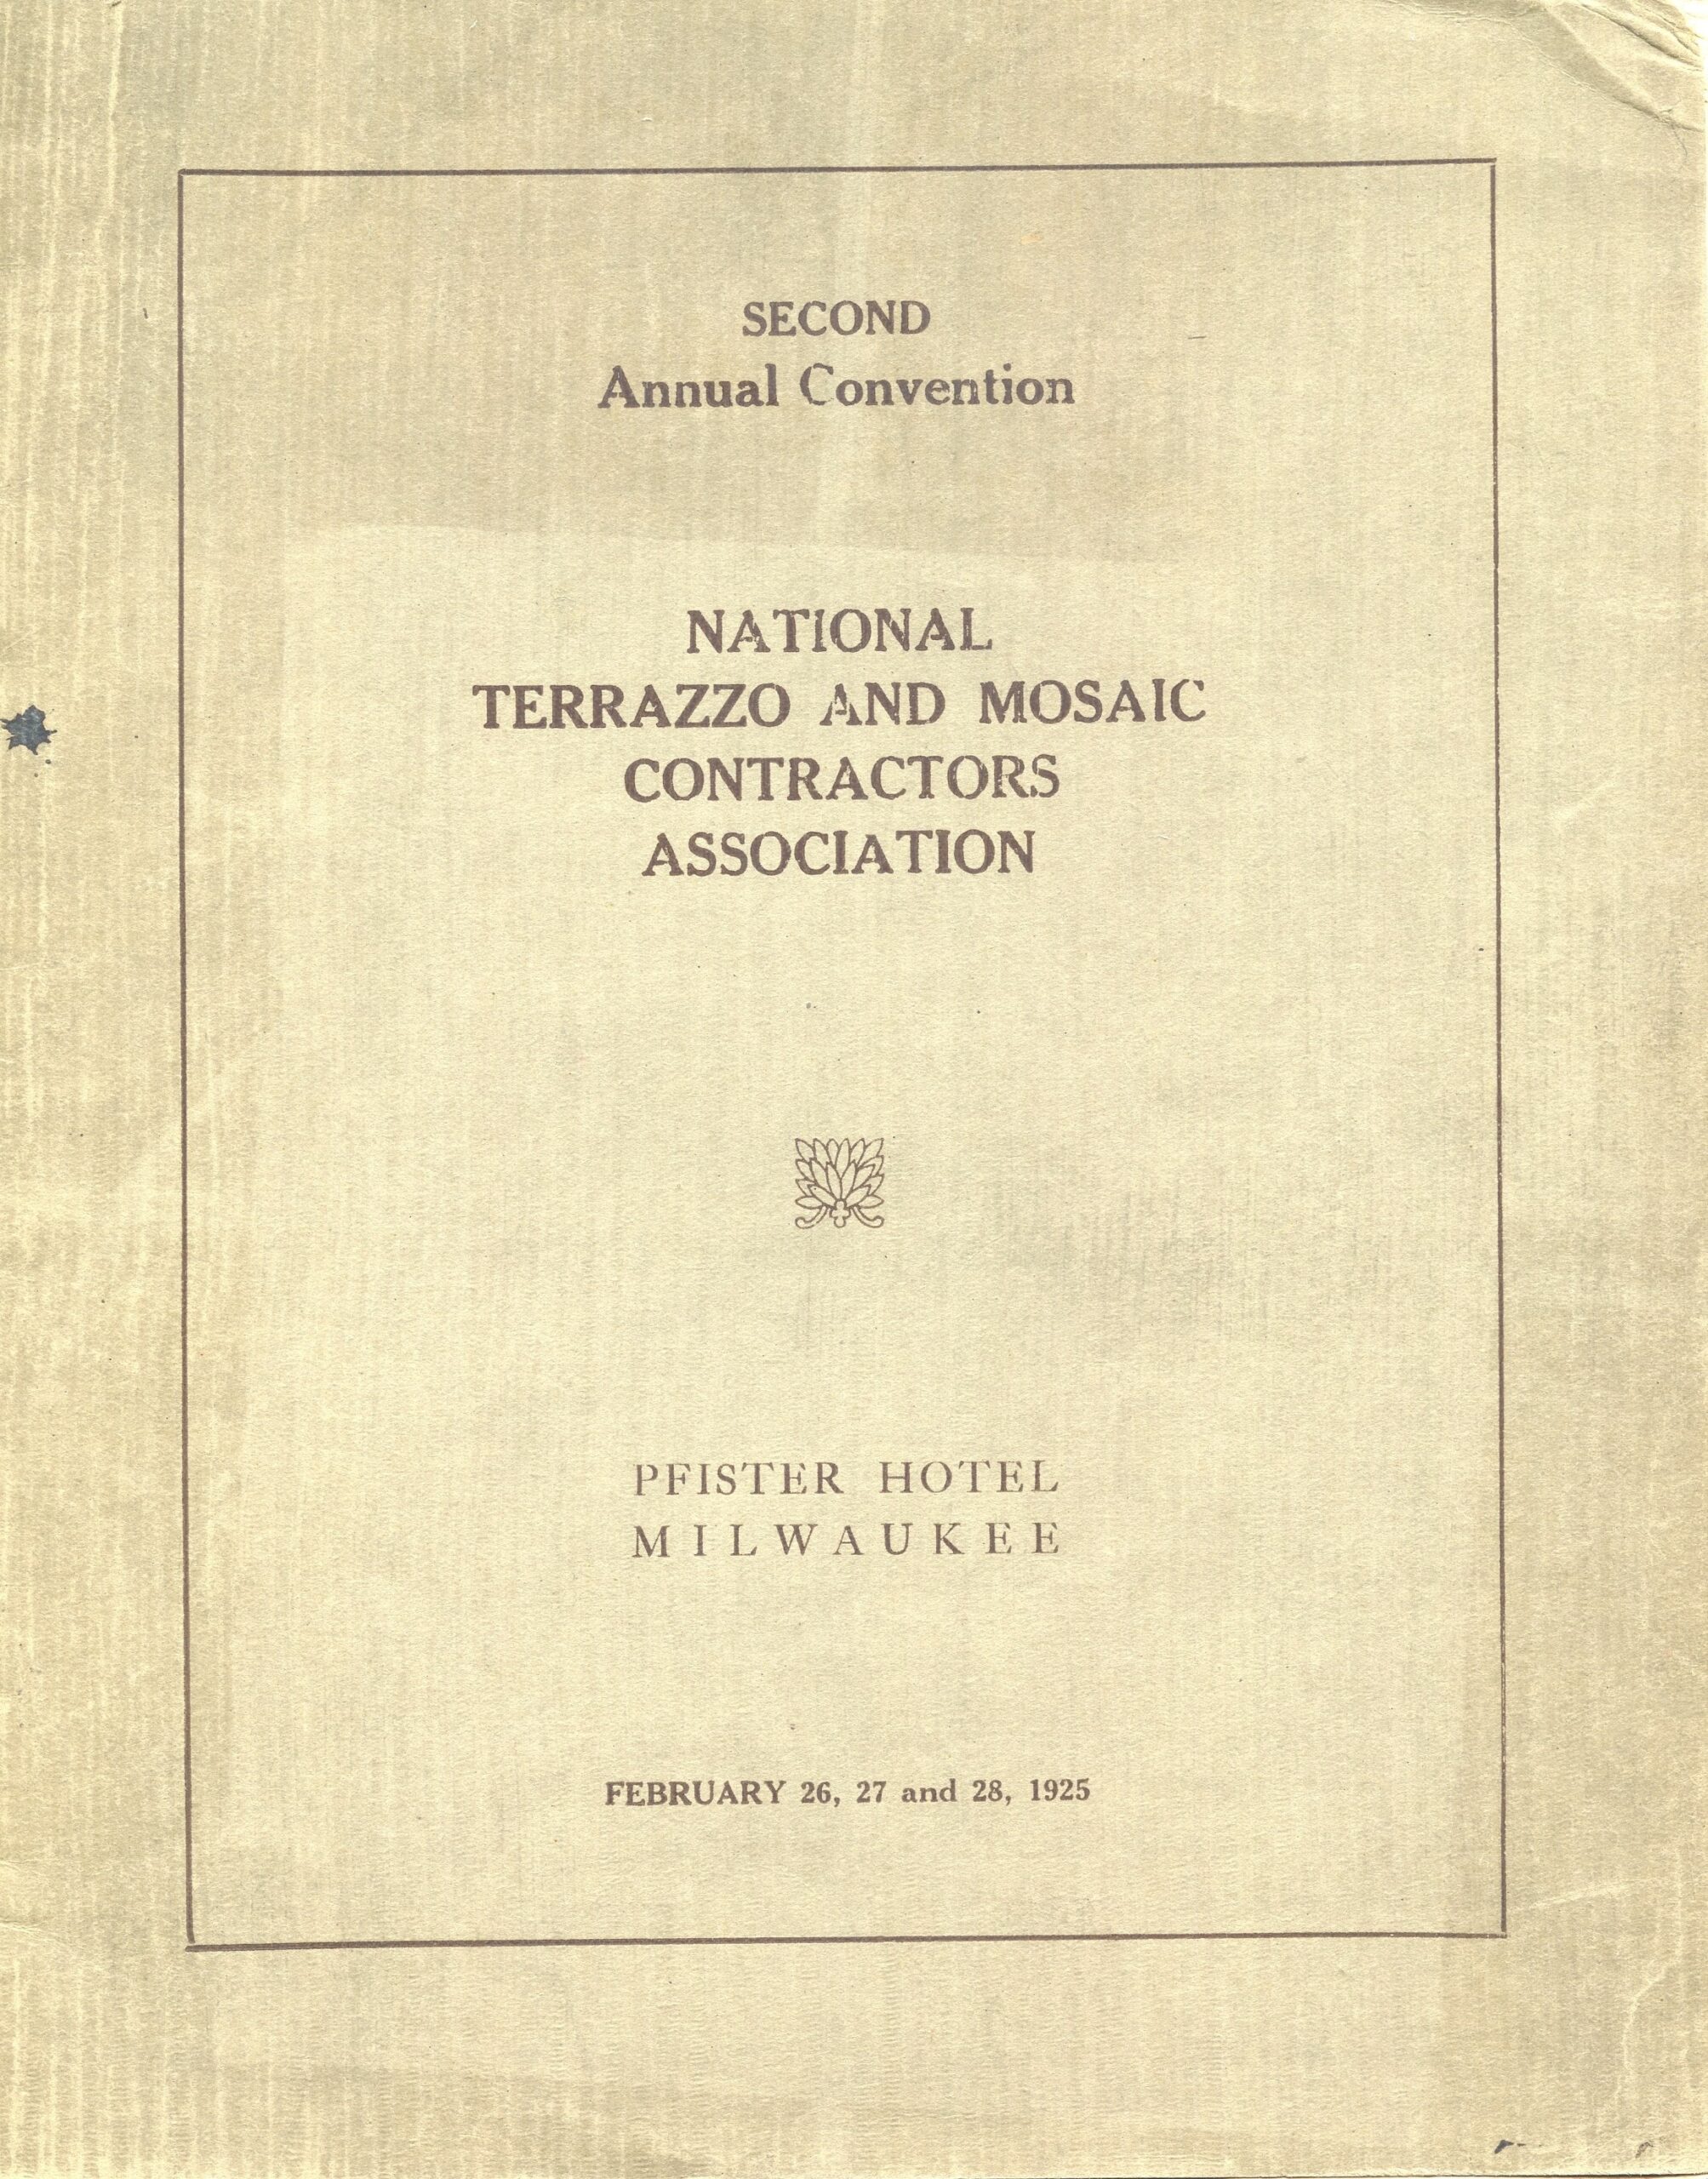 SECOND
Annual Convention
NATIONAL
TERRAZZO AND MOSAIC
CONTRACTORS
ASSOCIATION
PFISTER HOTEL
MILWAUKEE
FEBRUARY 26, 27 and 28, 1925